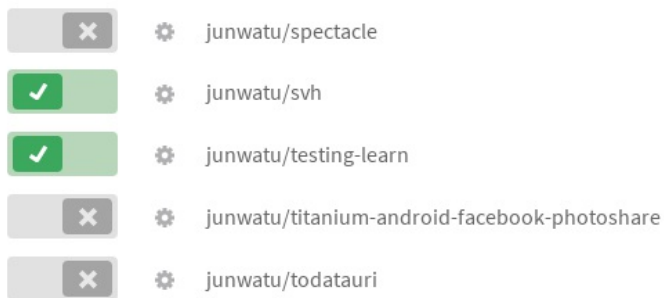 junwatu/spectacle
junwatu/svh
junwatu/testing-learn
junwatu/titanium-android-facebook-photoshare
junwatu/todatauri